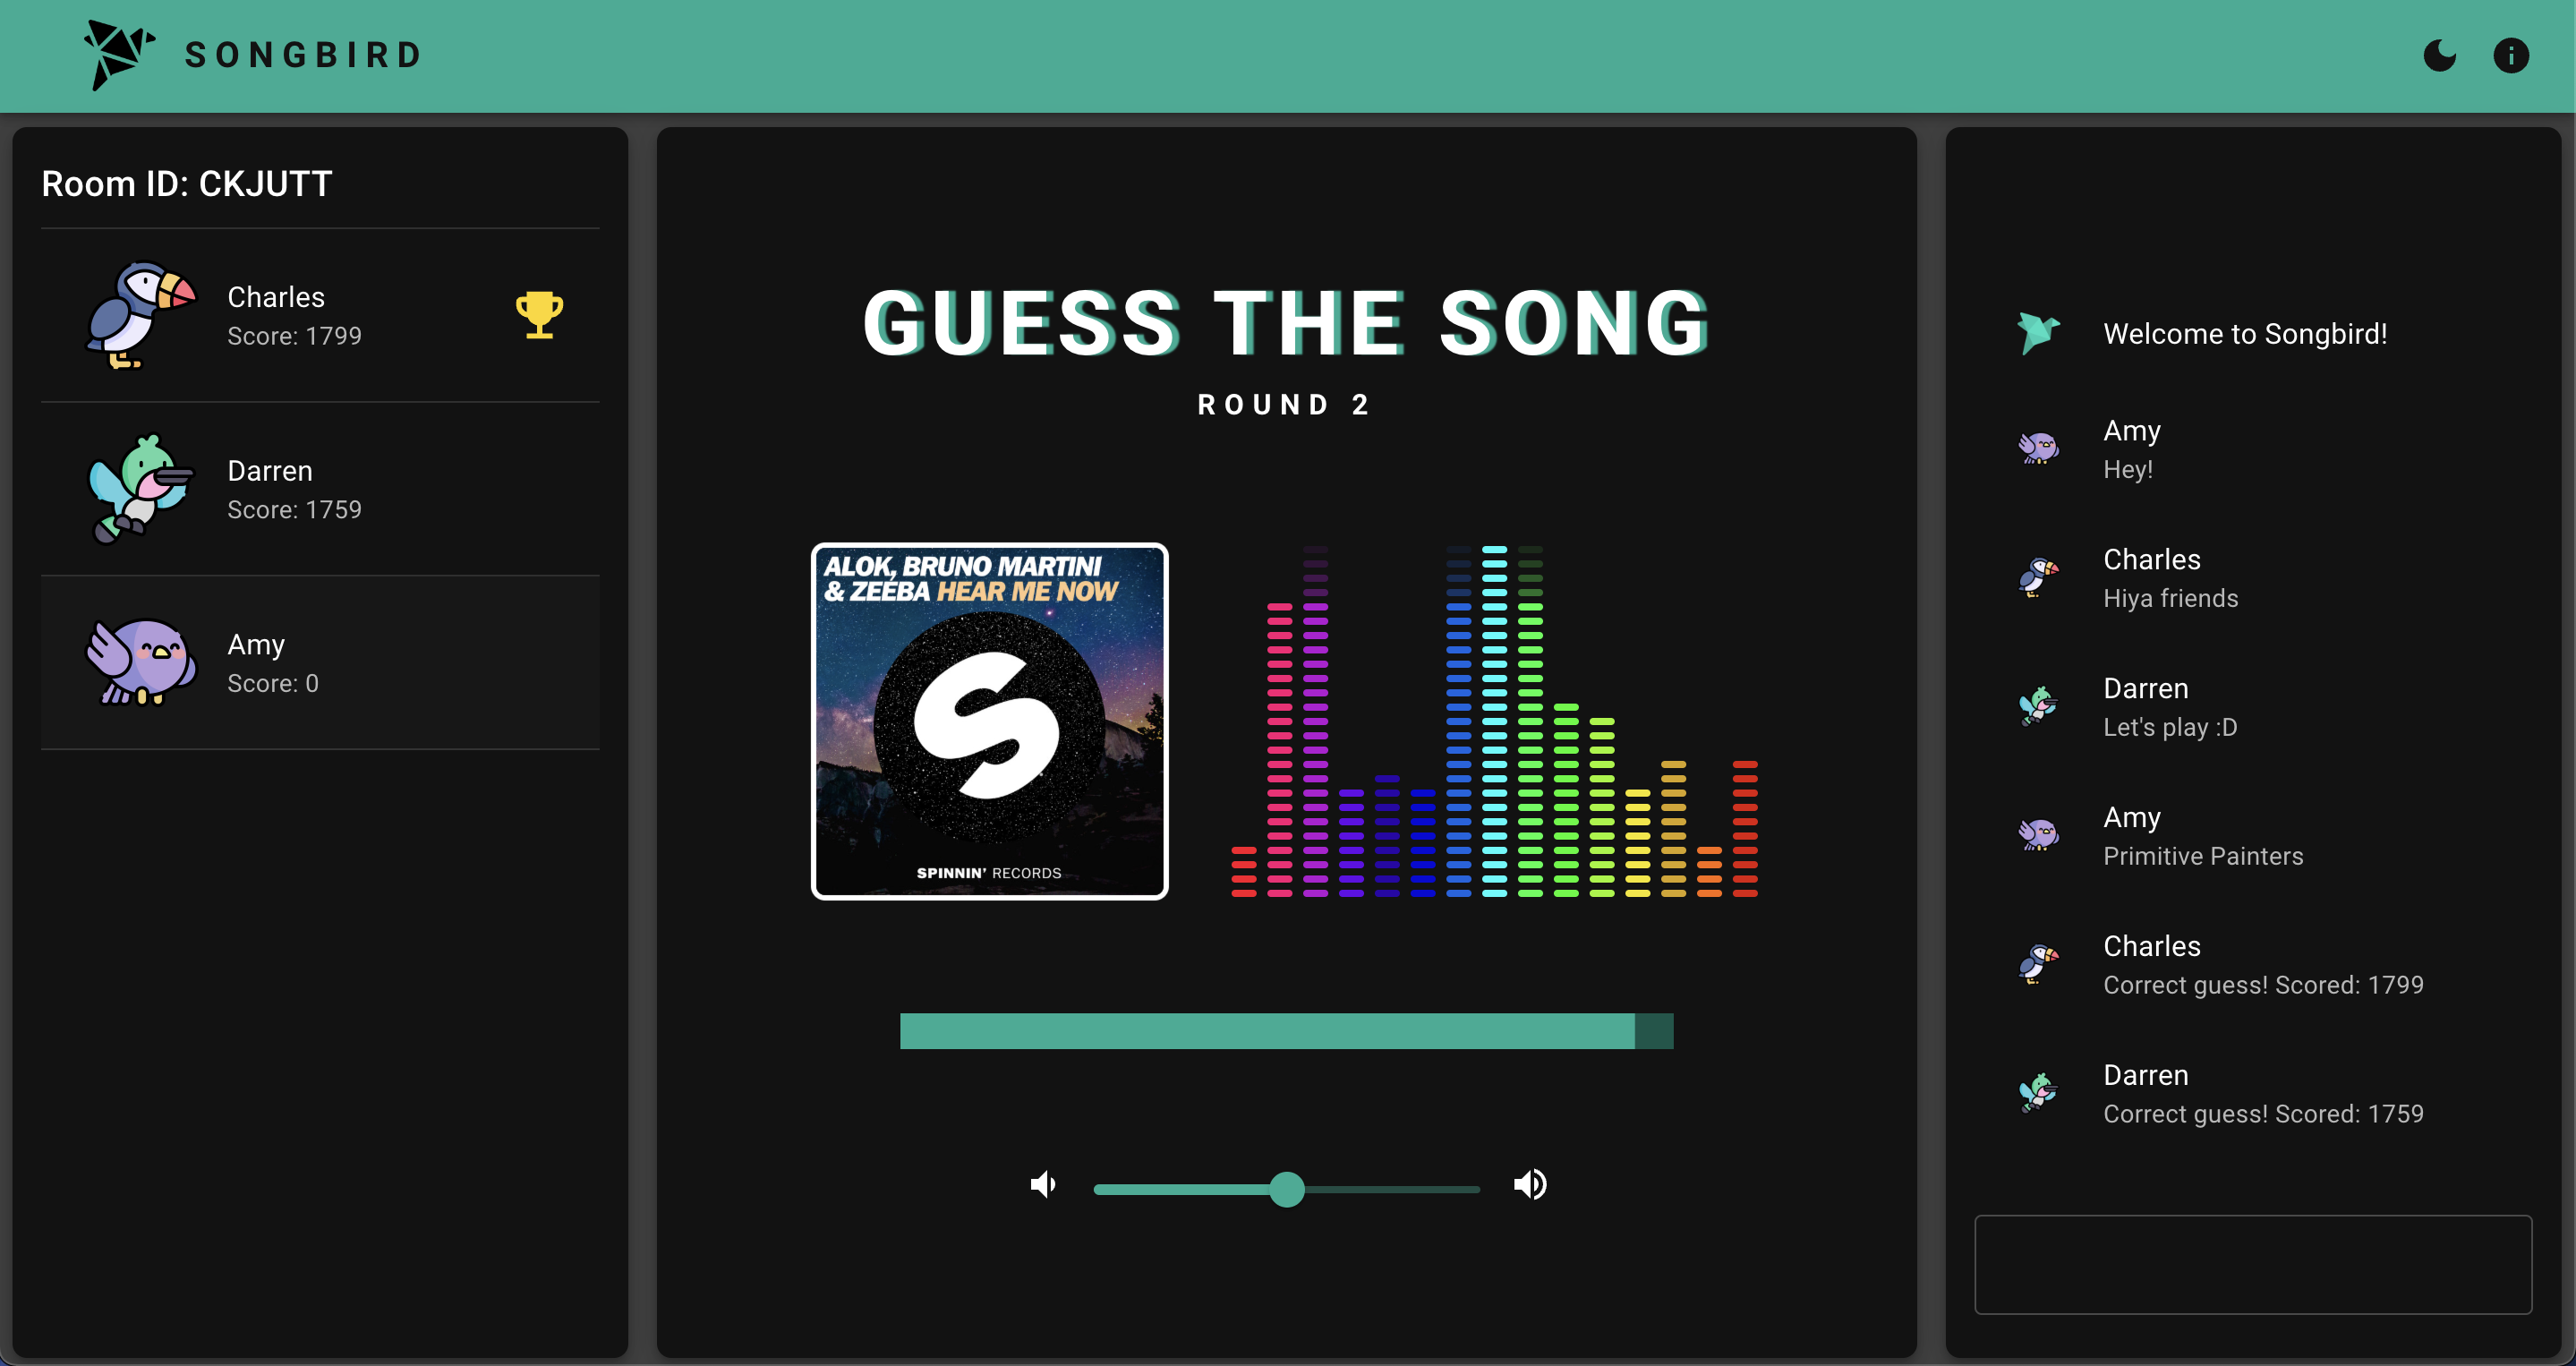 SONGBIRD
Room ID: CKJUTT
Charles
Score: 1799
Darren
Score: 1759
Amy
Score: 0
GUESS THE SONG
ROUND 2
ALOK, BRUNO MARTINI
& ZEEBA HEAR ME NOW
SPINNIN' RECORDS
Welcome to Songbird!
Amy
Hey!
Charles
Hiya friends
Darren
Let's play :D
Amy
Primitive Painters
Charles
Correct guess! Scored: 1799
Darren
Correct guess! Scored: 1759